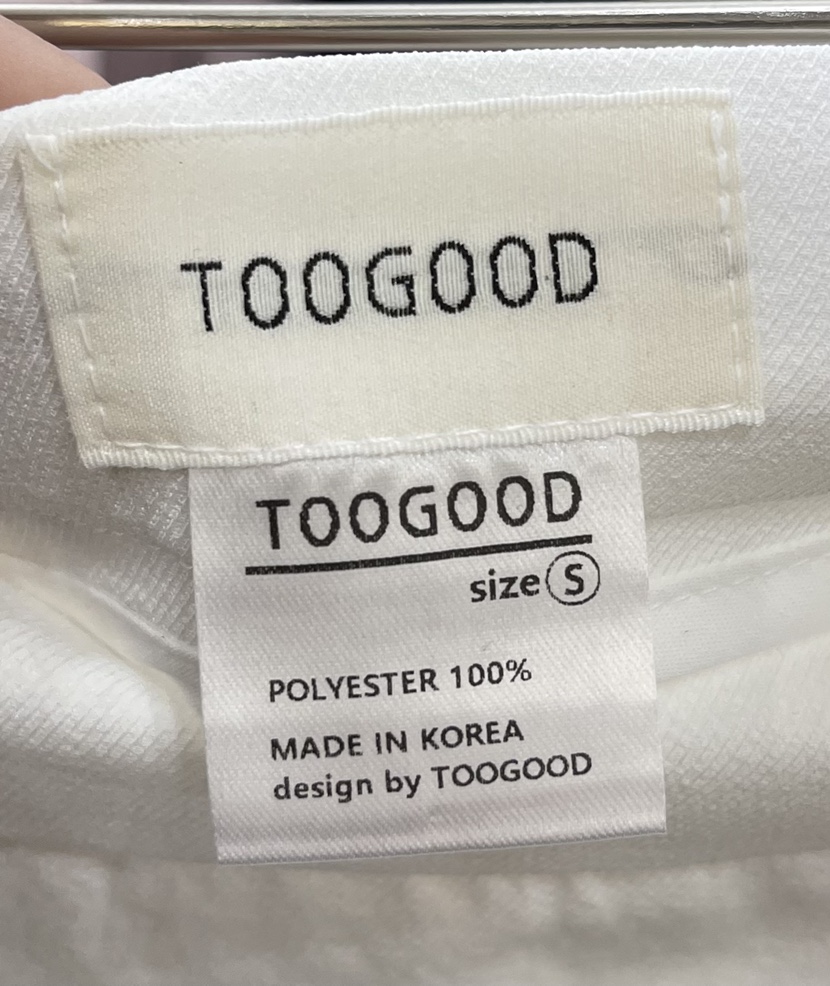 TOOGOOD
TOOGOOD
size Ⓢ
POLYESTER 100%
MADE IN KOREA
design by TOOGOOD